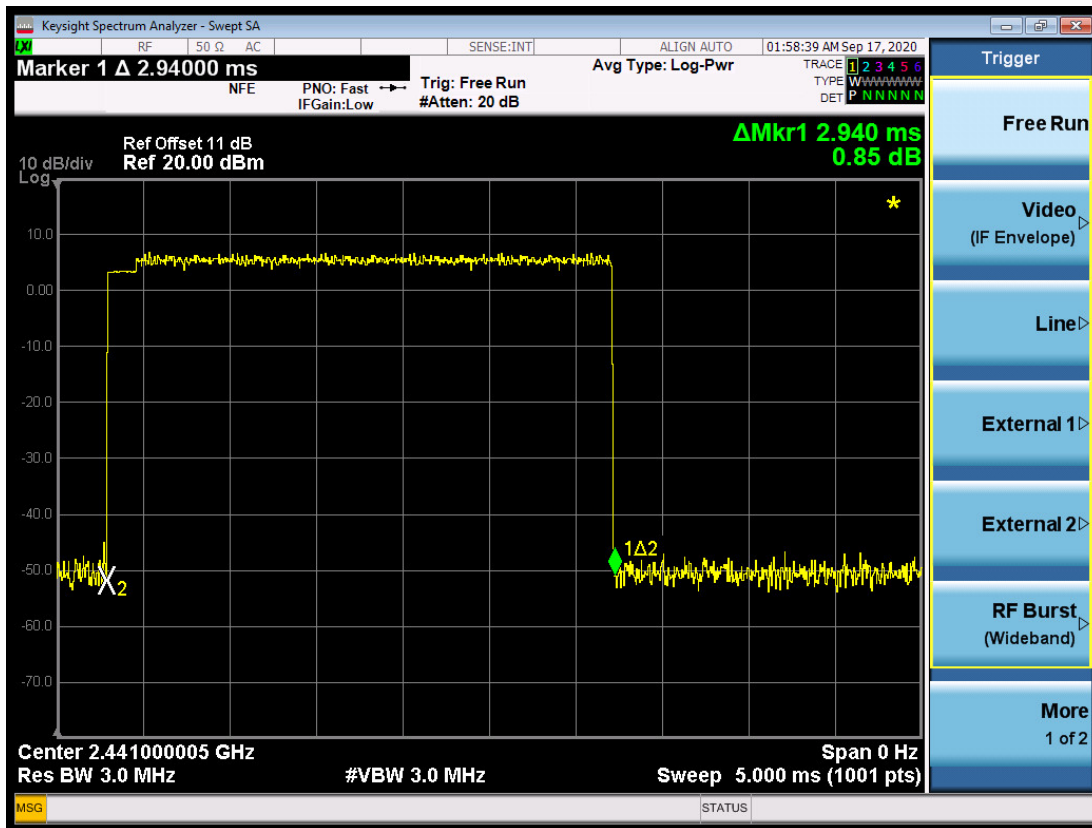 Keysight Spectrum Analyzer - Swept SA
LXI RF 50 Ω AC SENSE:INT ALIGN AUTO 01:58:39 AM Sep 17, 2020
Marker 1 Δ 2.94000 ms
NFE
PNO: Fast
IFGain:Low
Trig: Free Run
#Atten: 20 dB
Avg Type: Log-Pwr
TRACE 1 2 3 4 5 6
TYPE W W W W W W
DET P N N N N N
Ref Offset 11 dB
10 dB/div Ref 20.00 dBm
Log
ΔMkr1 2.940 ms
0.85 dB
*
10.0
0.00
-10.0
-20.0
-30.0
-40.0
-50.0
-60.0
-70.0
1Δ2
X2
Center 2.441000005 GHz Span 0 Hz
Res BW 3.0 MHz #VBW 3.0 MHz Sweep 5.000 ms (1001 pts)
MSG STATUS
Trigger
Free Run
Video
(IF Envelope)
Line
External 1
External 2
RF Burst
(Wideband)
More
1 of 2